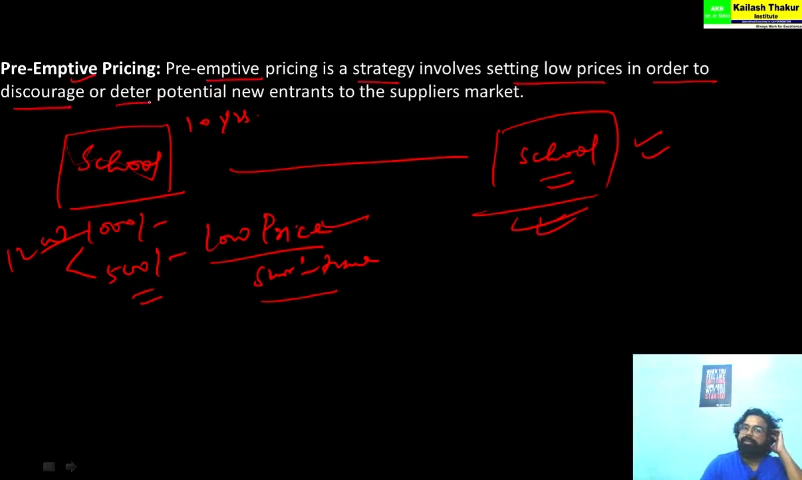 Kailash Thakur
Institute
Pre-Emptive Pricing: Pre-emptive pricing is a strategy involves setting low prices in order to
discourage or deter potential new entrants to the suppliers market.
10 yrs.
School
school
1000/-
Low Price
500/-